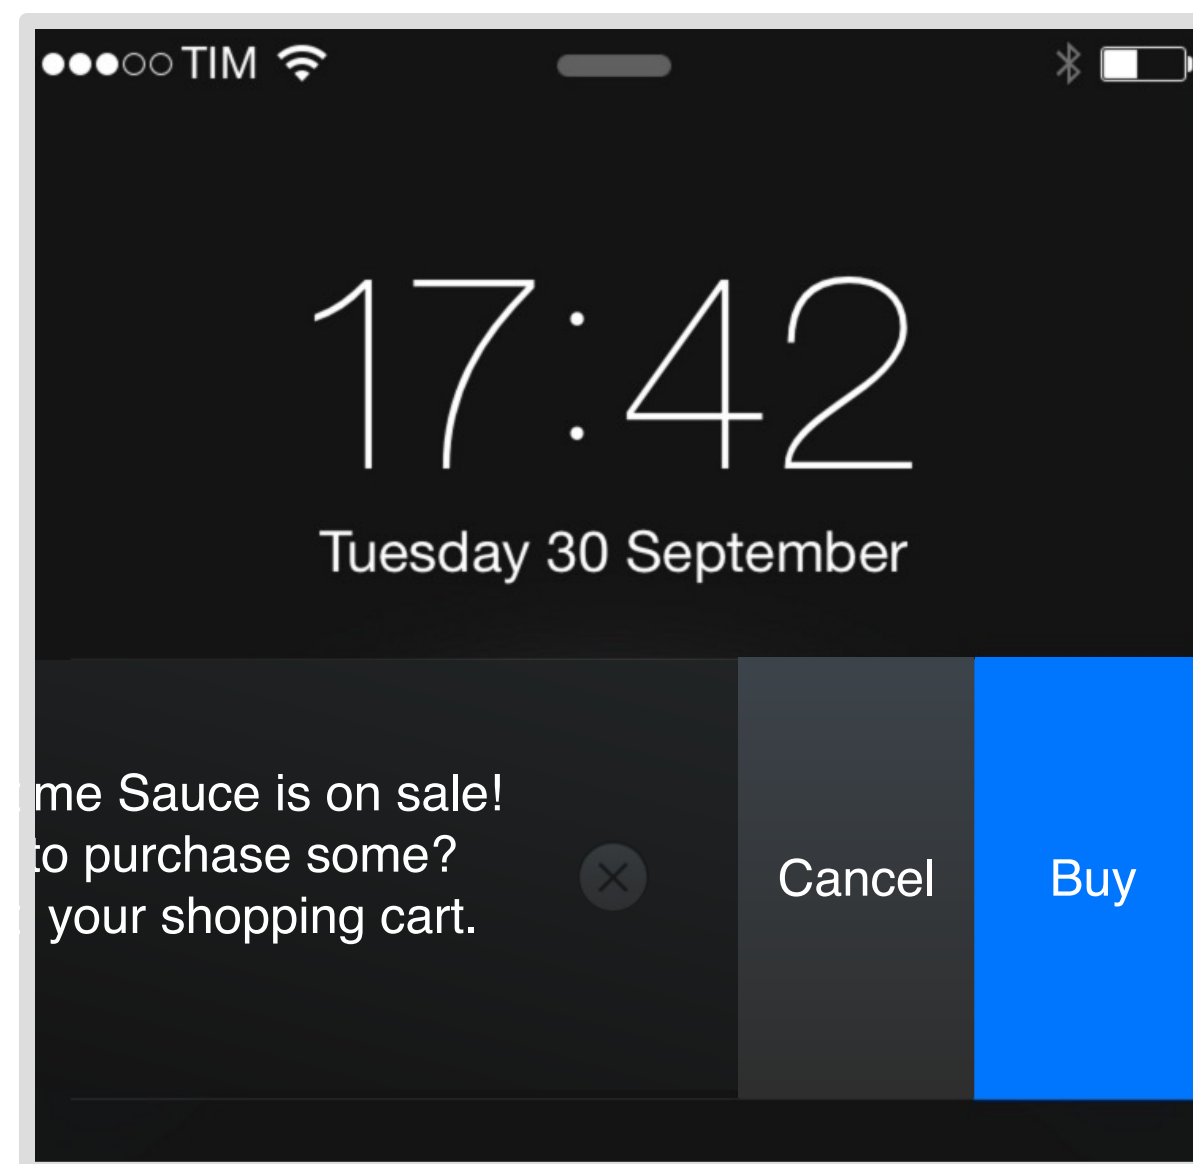 TIM
17:42
Tuesday 30 September
me Sauce is on sale!
to purchase some?
your shopping cart.
Cancel
Buy